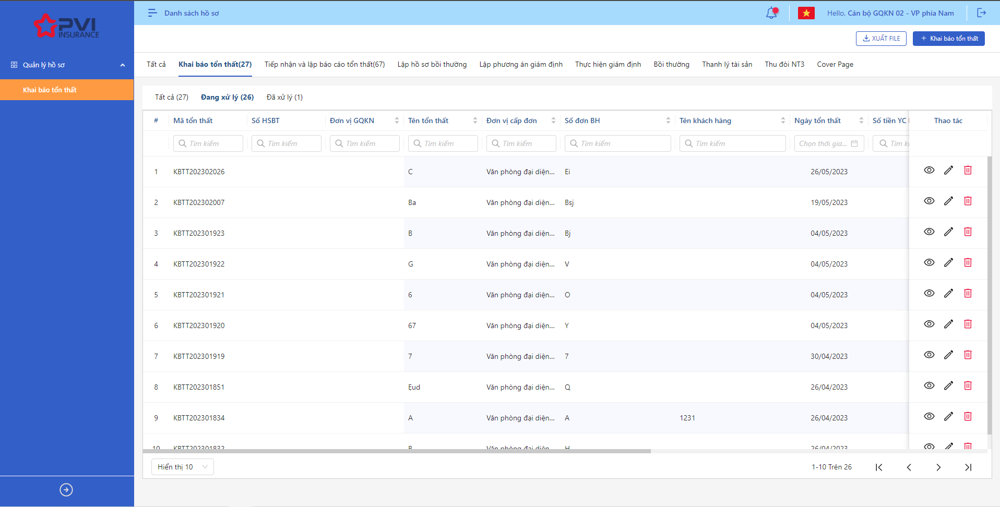 PVI
INSURANCE
Quản lý hồ sơ
Khai báo tổn thất
Danh sách hồ sơ
Hello, Cán bộ GQKN 02 - VP phía Nam
XUẤT FILE
+ Khai báo tổn thất
Tất cả Khai báo tổn thất(27) Tiếp nhận và lập báo cáo tổn thất(67) Lập hồ sơ bồi thường Lập phương án giám định Thực hiện giám định Bồi thường Thanh lý tài sản Thu đòi NT3 Cover Page
Tất cả (27) Đang xử lý (26) Đã xử lý (1)
# Mã tổn thất Số HSBT Đơn vị GQKN Tên tổn thất Đơn vị cấp đơn Số đơn BH Tên khách hàng Ngày tổn thất Số tiền YC Thao tác
Tìm kiếm Tìm kiếm Tìm kiếm Tìm kiếm Tìm kiếm Tìm kiếm Tìm kiếm Chọn thời gia... Tìm k
1 KBTT202302026 C Văn phòng đại diện... Ei 26/05/2023
2 KBTT202302007 Ba Văn phòng đại diện... Bsj 19/05/2023
3 KBTT202301923 B Văn phòng đại diện... Bj 04/05/2023
4 KBTT202301922 G Văn phòng đại diện... V 04/05/2023
5 KBTT202301921 6 Văn phòng đại diện... O 04/05/2023
6 KBTT202301920 67 Văn phòng đại diện... Y 04/05/2023
7 KBTT202301919 7 Văn phòng đại diện... 7 30/04/2023
8 KBTT202301851 Ẹud Văn phòng đại diện... Q 26/04/2023
9 KBTT202301834 A Văn phòng đại diện... A 1231 26/04/2023
10 KBTT202301832 Văn phòng đại diện H 26/04/2023
Hiển thị 10
1-10 Trên 26